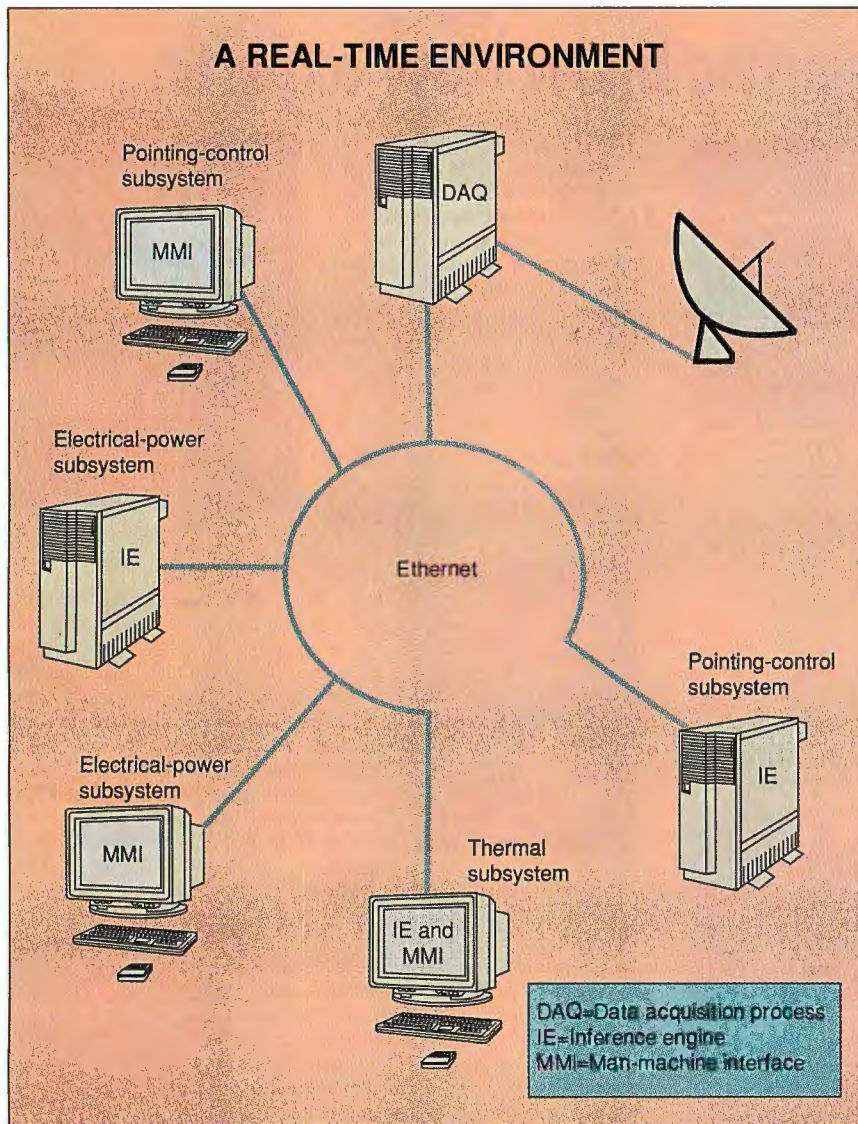 A REAL-TIME ENVIRONMENT
Pointing-control
subsystem
MMI
DAQ
Electrical-power
subsystem
IE
Ethernet
Pointing-control
subsystem
IE
Electrical-power
subsystem
MMI
Thermal
subsystem
IE and
MMI
DAQ=Data acquisition process
IE=Inference engine
MMI=Man-machine interface